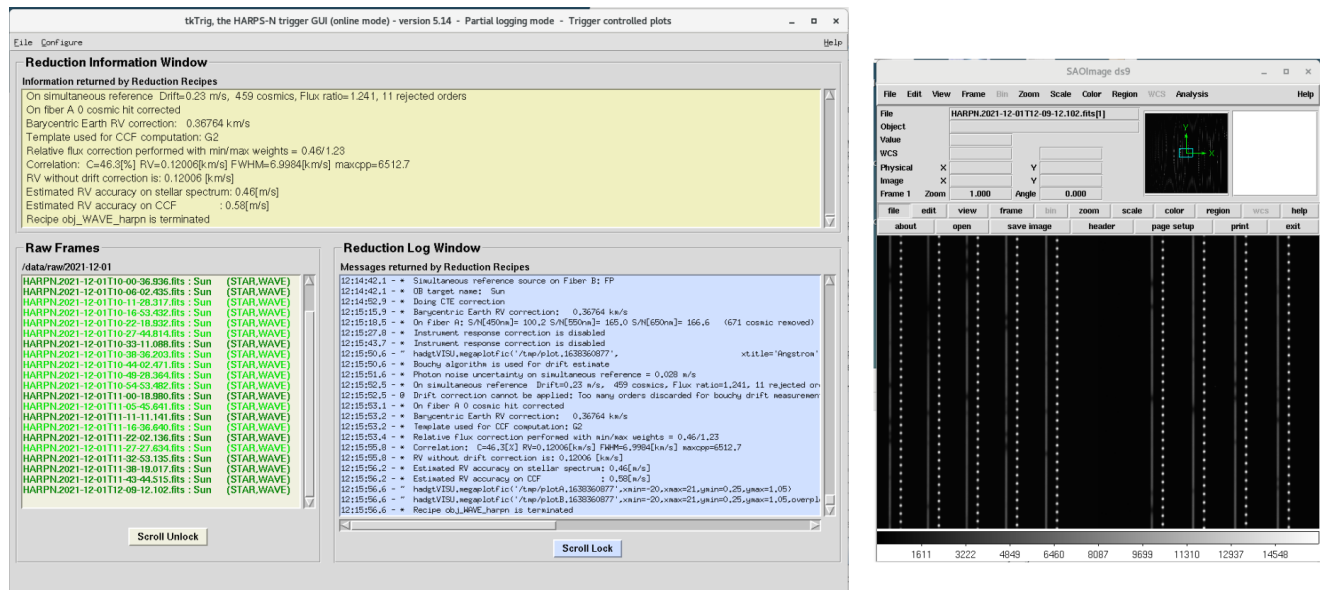 tkTrig, the HARPS-N trigger GUI (online mode) - version 5.14 - Partial logging mode - Trigger controlled plots
File Configure Help
Reduction Information Window
Information returned by Reduction Recipes
On simultaneous reference Drift=0.23 m/s, 459 cosmics, Flux ratio=1.241, 11 rejected orders
On fiber A 0 cosmic hit corrected
Barycentric Earth RV correction: 0.36764 km/s
Template used for CCF computation: G2
Relative flux correction performed with min/max weights = 0.46/1.23
Correlation: C=46.3[%] RV=0.12006[km/s] FWHM=6.9984[km/s] maxcpp=6512.7
RV without drift correction is: 0.12006 [km/s]
Estimated RV accuracy on stellar spectrum: 0.46[m/s]
Estimated RV accuracy on CCF : 0.58[m/s]
Recipe obj_WAVE_harpn is terminated
Raw Frames
/data/raw/2021-12-01
HARPN.2021-12-01T10-00-36.936.fits : Sun (STAR,WAVE)
HARPN.2021-12-01T10-06-02.435.fits : Sun (STAR,WAVE)
HARPN.2021-12-01T10-11-28.317.fits : Sun (STAR,WAVE)
HARPN.2021-12-01T10-16-53.432.fits : Sun (STAR,WAVE)
HARPN.2021-12-01T10-22-18.932.fits : Sun (STAR,WAVE)
HARPN.2021-12-01T10-27-44.814.fits : Sun (STAR,WAVE)
HARPN.2021-12-01T10-33-11.088.fits : Sun (STAR,WAVE)
HARPN.2021-12-01T10-38-36.203.fits : Sun (STAR,WAVE)
HARPN.2021-12-01T10-44-02.471.fits : Sun (STAR,WAVE)
HARPN.2021-12-01T10-49-28.364.fits : Sun (STAR,WAVE)
HARPN.2021-12-01T10-54-53.482.fits : Sun (STAR,WAVE)
HARPN.2021-12-01T11-00-18.980.fits : Sun (STAR,WAVE)
HARPN.2021-12-01T11-05-45.641.fits : Sun (STAR,WAVE)
HARPN.2021-12-01T11-11-11.141.fits : Sun (STAR,WAVE)
HARPN.2021-12-01T11-16-36.640.fits : Sun (STAR,WAVE)
HARPN.2021-12-01T11-22-02.136.fits : Sun (STAR,WAVE)
HARPN.2021-12-01T11-27-27.634.fits : Sun (STAR,WAVE)
HARPN.2021-12-01T11-32-53.135.fits : Sun (STAR,WAVE)
HARPN.2021-12-01T11-38-19.017.fits : Sun (STAR,WAVE)
HARPN.2021-12-01T11-43-44.515.fits : Sun (STAR,WAVE)
HARPN.2021-12-01T12-09-12.102.fits : Sun (STAR,WAVE)
Scroll Unlock
Reduction Log Window
Messages returned by Reduction Recipes
12:14:42.1 - * Simultaneous reference source on Fiber B: FP
12:14:42.1 - * OB target name: Sun
12:14:52.9 - * Doing CTE correction
12:15:15.9 - * Barycentric Earth RV correction: 0.36764 km/s
12:15:18.5 - * On fiber A: S/N[450nm]= 100.2 S/N[550nm]= 165.0 S/N[650nm]= 166.6 (671 cosmic removed)
12:15:27.8 - * Instrument response correction is disabled
12:15:43.7 - * Instrument response correction is disabled
12:15:50.6 - ~ hadgtVISU.megaplotfic('/tmp/plot.1638360877', xtitle='Angstrom'
12:15:50.6 - * Bouchy algorithm is used for drift estimate
12:15:51.6 - * Photon noise uncertainty on simultaneous reference = 0.028 m/s
12:15:52.5 - * On simultaneous reference Drift=0.23 m/s, 459 cosmics, Flux ratio=1.241, 11 rejected or
12:15:52.5 - @ Drift correction cannot be applied: Too many orders discarded for bouchy drift measuremen
12:15:53.1 - * On fiber A 0 cosmic hit corrected
12:15:53.2 - * Barycentric Earth RV correction: 0.36764 km/s
12:15:53.2 - * Template used for CCF computation: G2
12:15:53.4 - * Relative flux correction performed with min/max weights = 0.46/1.23
12:15:55.8 - * Correlation: C=46.3[%] RV=0.12006[km/s] FWHM=6.9984[km/s] maxcpp=6512.7
12:15:55.8 - * RV without drift correction is: 0.12006 [km/s]
12:15:56.2 - * Estimated RV accuracy on stellar spectrum: 0.46[m/s]
12:15:56.2 - * Estimated RV accuracy on CCF : 0.58[m/s]
12:15:56.6 - ~ hadgtVISU.megaplotfic('/tmp/plotA.1638360877',xmin=-20,xmax=21,ymin=0.25,ymax=1.05)
12:15:56.6 - ~ hadgtVISU.megaplotfic('/tmp/plotB.1638360877',xmin=-20,xmax=21,ymin=0.25,ymax=1.05,overpl
12:15:56.6 - * Recipe obj_WAVE_harpn is terminated
Scroll Lock
SAOImage ds9
File Edit View Frame Bin Zoom Scale Color Region WCS Analysis Help
File HARPN.2021-12-01T12-09-12.102.fits[1]
Object
Value
WCS
Physical X Y
Image X Y
Frame 1 Zoom 1.000 Angle 0.000
Y
X
file edit view frame bin zoom scale color region wcs help
about open save image header page setup print exit
1611 3222 4849 6460 8087 9699 11310 12937 14548